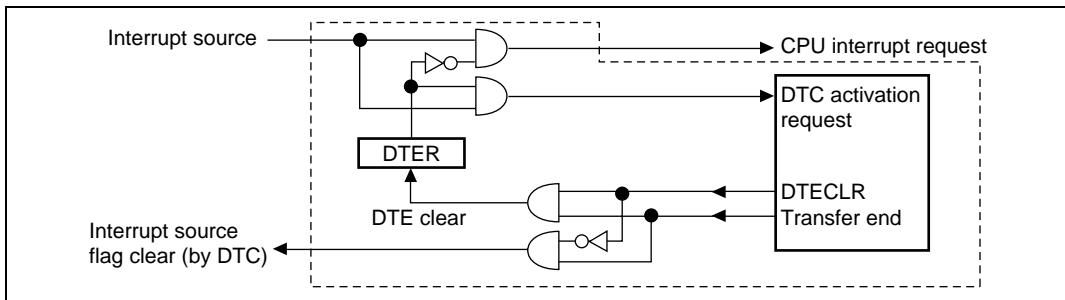 Interrupt source
CPU interrupt request
DTC activation
request
DTER
DTECLR
DTE clear
Transfer end
Interrupt source
flag clear (by DTC)